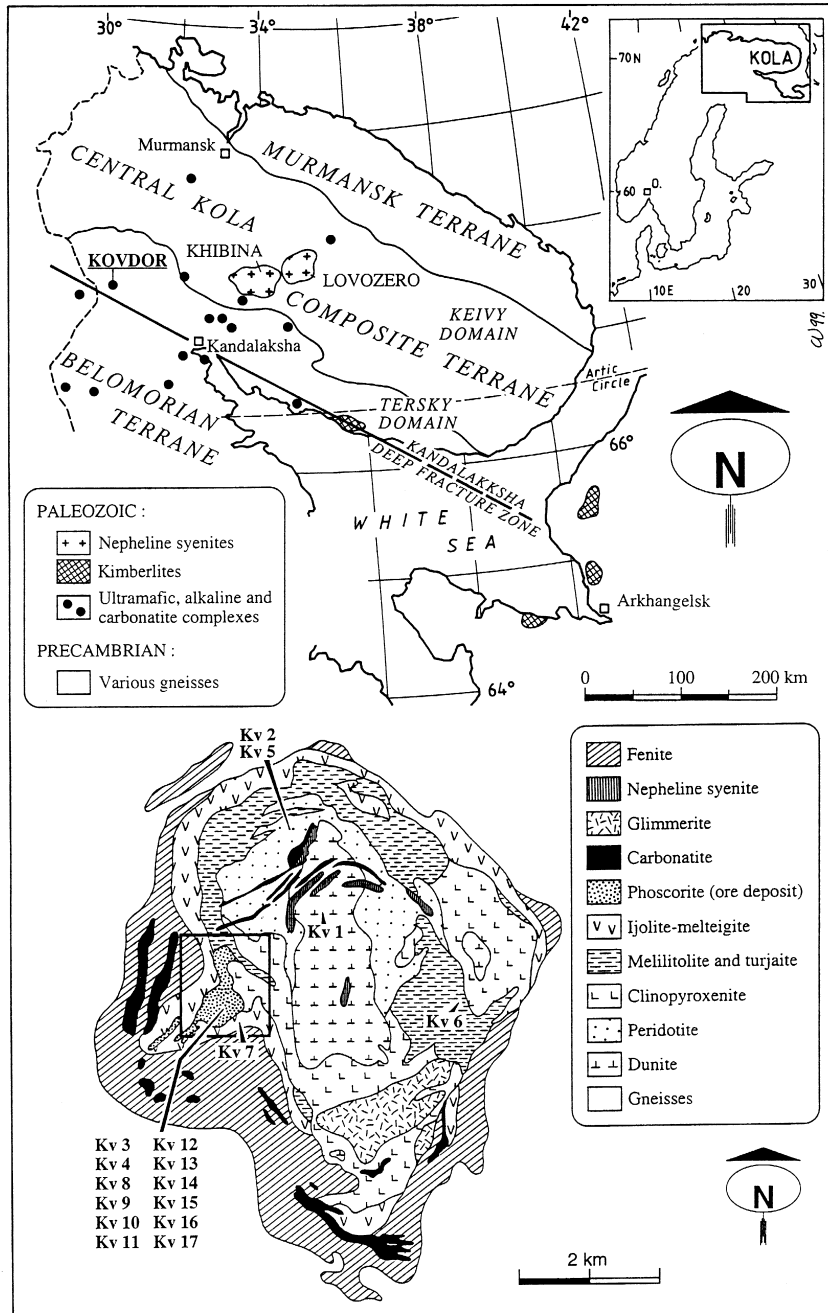 30°
34°
38°
42°
70N
KOLA
Murmansk
MURMANSK TERRANE
CENTRAL KOLA
COMPOSITE TERRANE
60
O.
KHIBINA
KOVDOR
LOVOZERO
KEIVY
DOMAIN
10E
20
30
CW 99.
Kandalaksha
Artic
Circle
BELOMORIAN
TERRANE
TERSKY
DOMAIN
66°
KANDALAKKSHA
DEEP FRACTURE ZONE
N
WHITE
SEA
PALEOZOIC :
Nepheline syenites
Kimberlites
Ultramafic, alkaline and
carbonatite complexes
PRECAMBRIAN :
Various gneisses
Arkhangelsk
64°
0 100 200 km
Kv 2
Kv 5
Kv 1
Kv 6
Kv 7
Kv 3 Kv 12
Kv 4 Kv 13
Kv 8 Kv 14
Kv 9 Kv 15
Kv 10 Kv 16
Kv 11 Kv 17
Fenite
Nepheline syenite
Glimmerite
Carbonatite
Phoscorite (ore deposit)
Ijolite-melteigite
Melilitolite and turjaite
Clinopyroxenite
Peridotite
Dunite
Gneisses
N
2 km